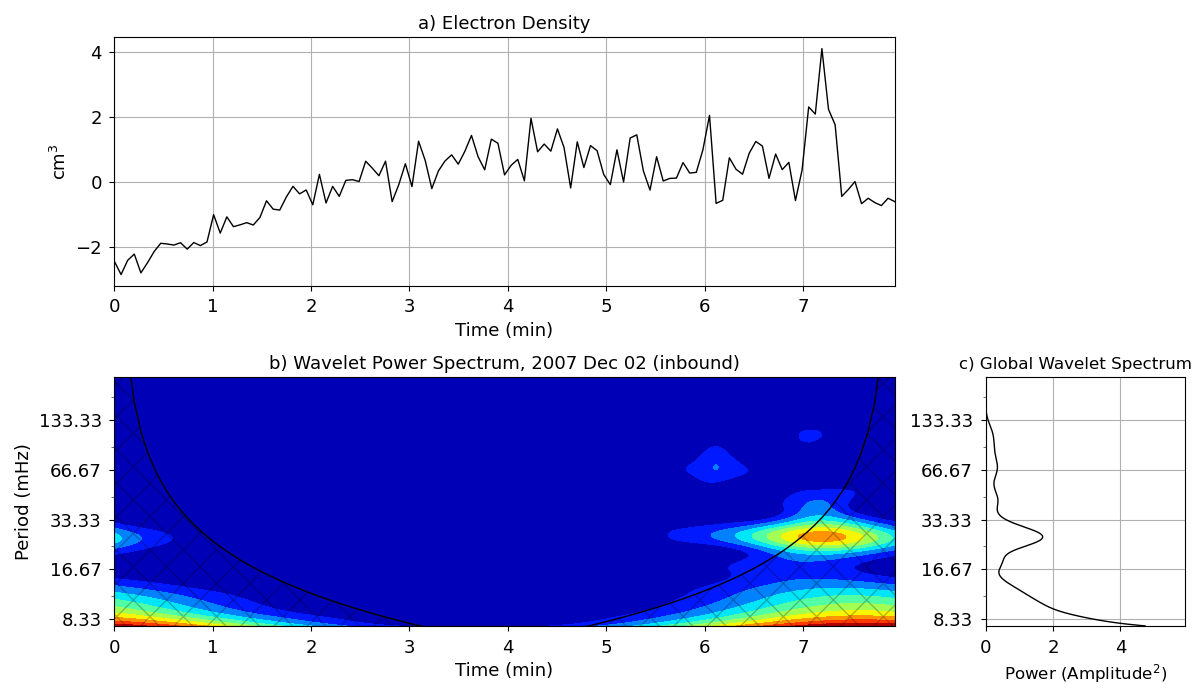 a) Electron Density
4
2
0
−2
cm³
0 1 2 3 4 5 6 7
Time (min)
b) Wavelet Power Spectrum, 2007 Dec 02 (inbound)
133.33
66.67
33.33
16.67
8.33
Period (mHz)
0 1 2 3 4 5 6 7
Time (min)
c) Global Wavelet Spectrum
133.33
66.67
33.33
16.67
8.33
0 2 4
Power (Amplitude²)